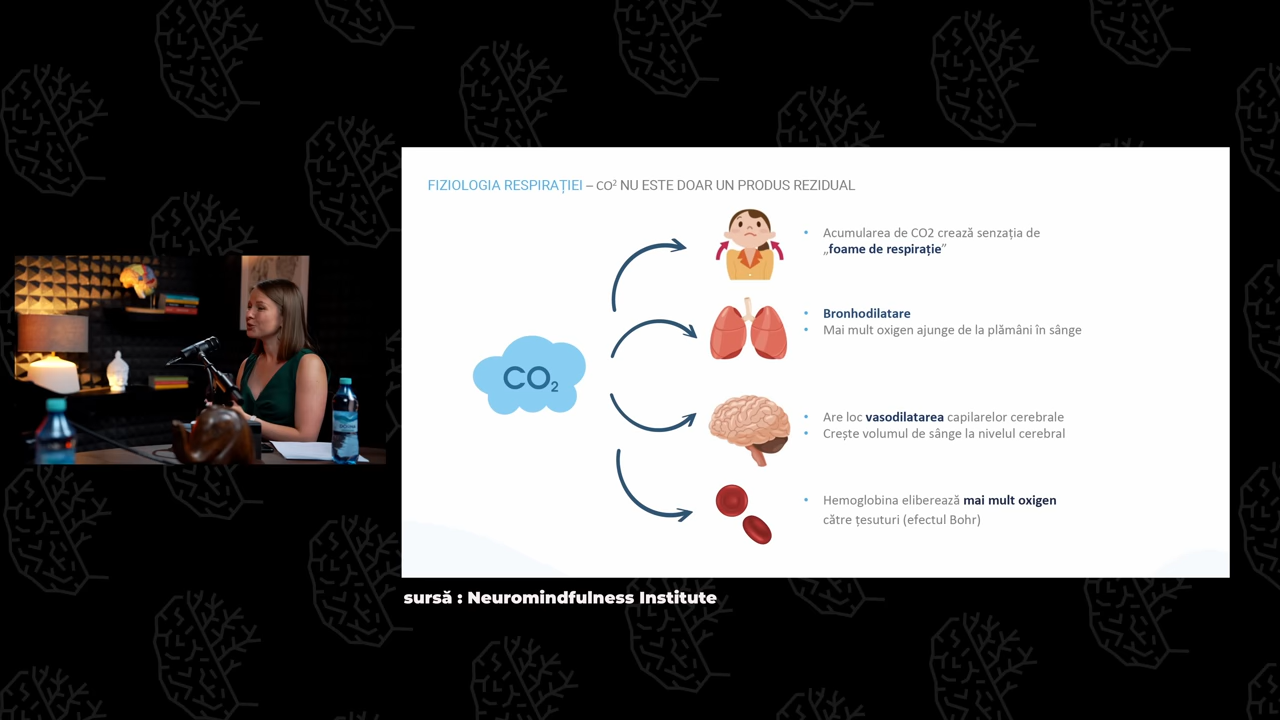 FIZIOLOGIA RESPIRAȚIEI – CO² NU ESTE DOAR UN PRODUS REZIDUAL
• Acumularea de CO2 crează senzația de
„foame de respirație”
• Bronhodilatare
• Mai mult oxigen ajunge de la plămâni în sânge
CO₂
• Are loc vasodilatarea capilarelor cerebrale
• Crește volumul de sânge la nivelul cerebral
• Hemoglobina eliberează mai mult oxigen
către țesuturi (efectul Bohr)
sursă : Neuromindfulness Institute